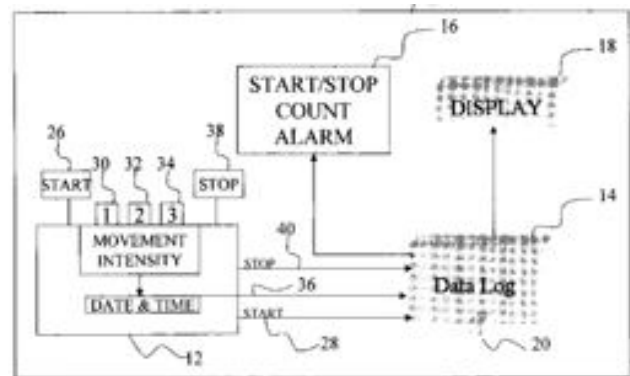 16
18
START/STOP
COUNT
ALARM
DISPLAY
26
38
30
32
34
START
STOP
1
2
3
14
MOVEMENT
INTENSITY
40
STOP
36
Data Log
DATE & TIME
START
12
28
20